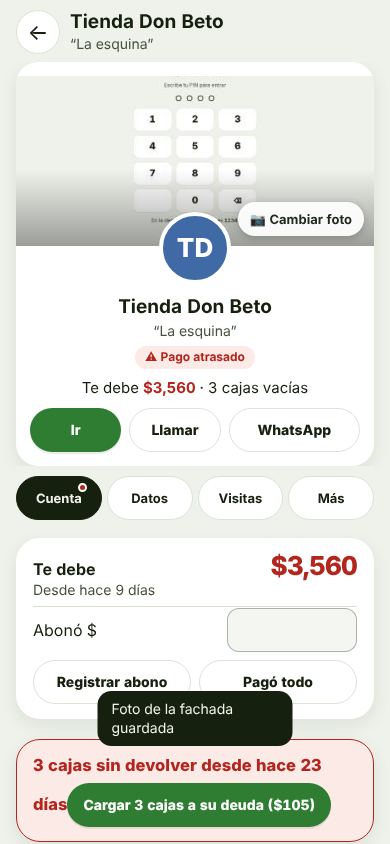 Tienda Don Beto
“La esquina”
Escribe tu PIN para entrar
1 2 3
4 5 6
7 8 9
0
Cambiar foto
TD
Tienda Don Beto
“La esquina”
Pago atrasado
Te debe $3,560 · 3 cajas vacías
Ir Llamar WhatsApp
Cuenta Datos Visitas Más
Te debe $3,560
Desde hace 9 días
Abonó $
Registrar abono Pagó todo
Foto de la fachada
guardada
3 cajas sin devolver desde hace 23
días
Cargar 3 cajas a su deuda ($105)